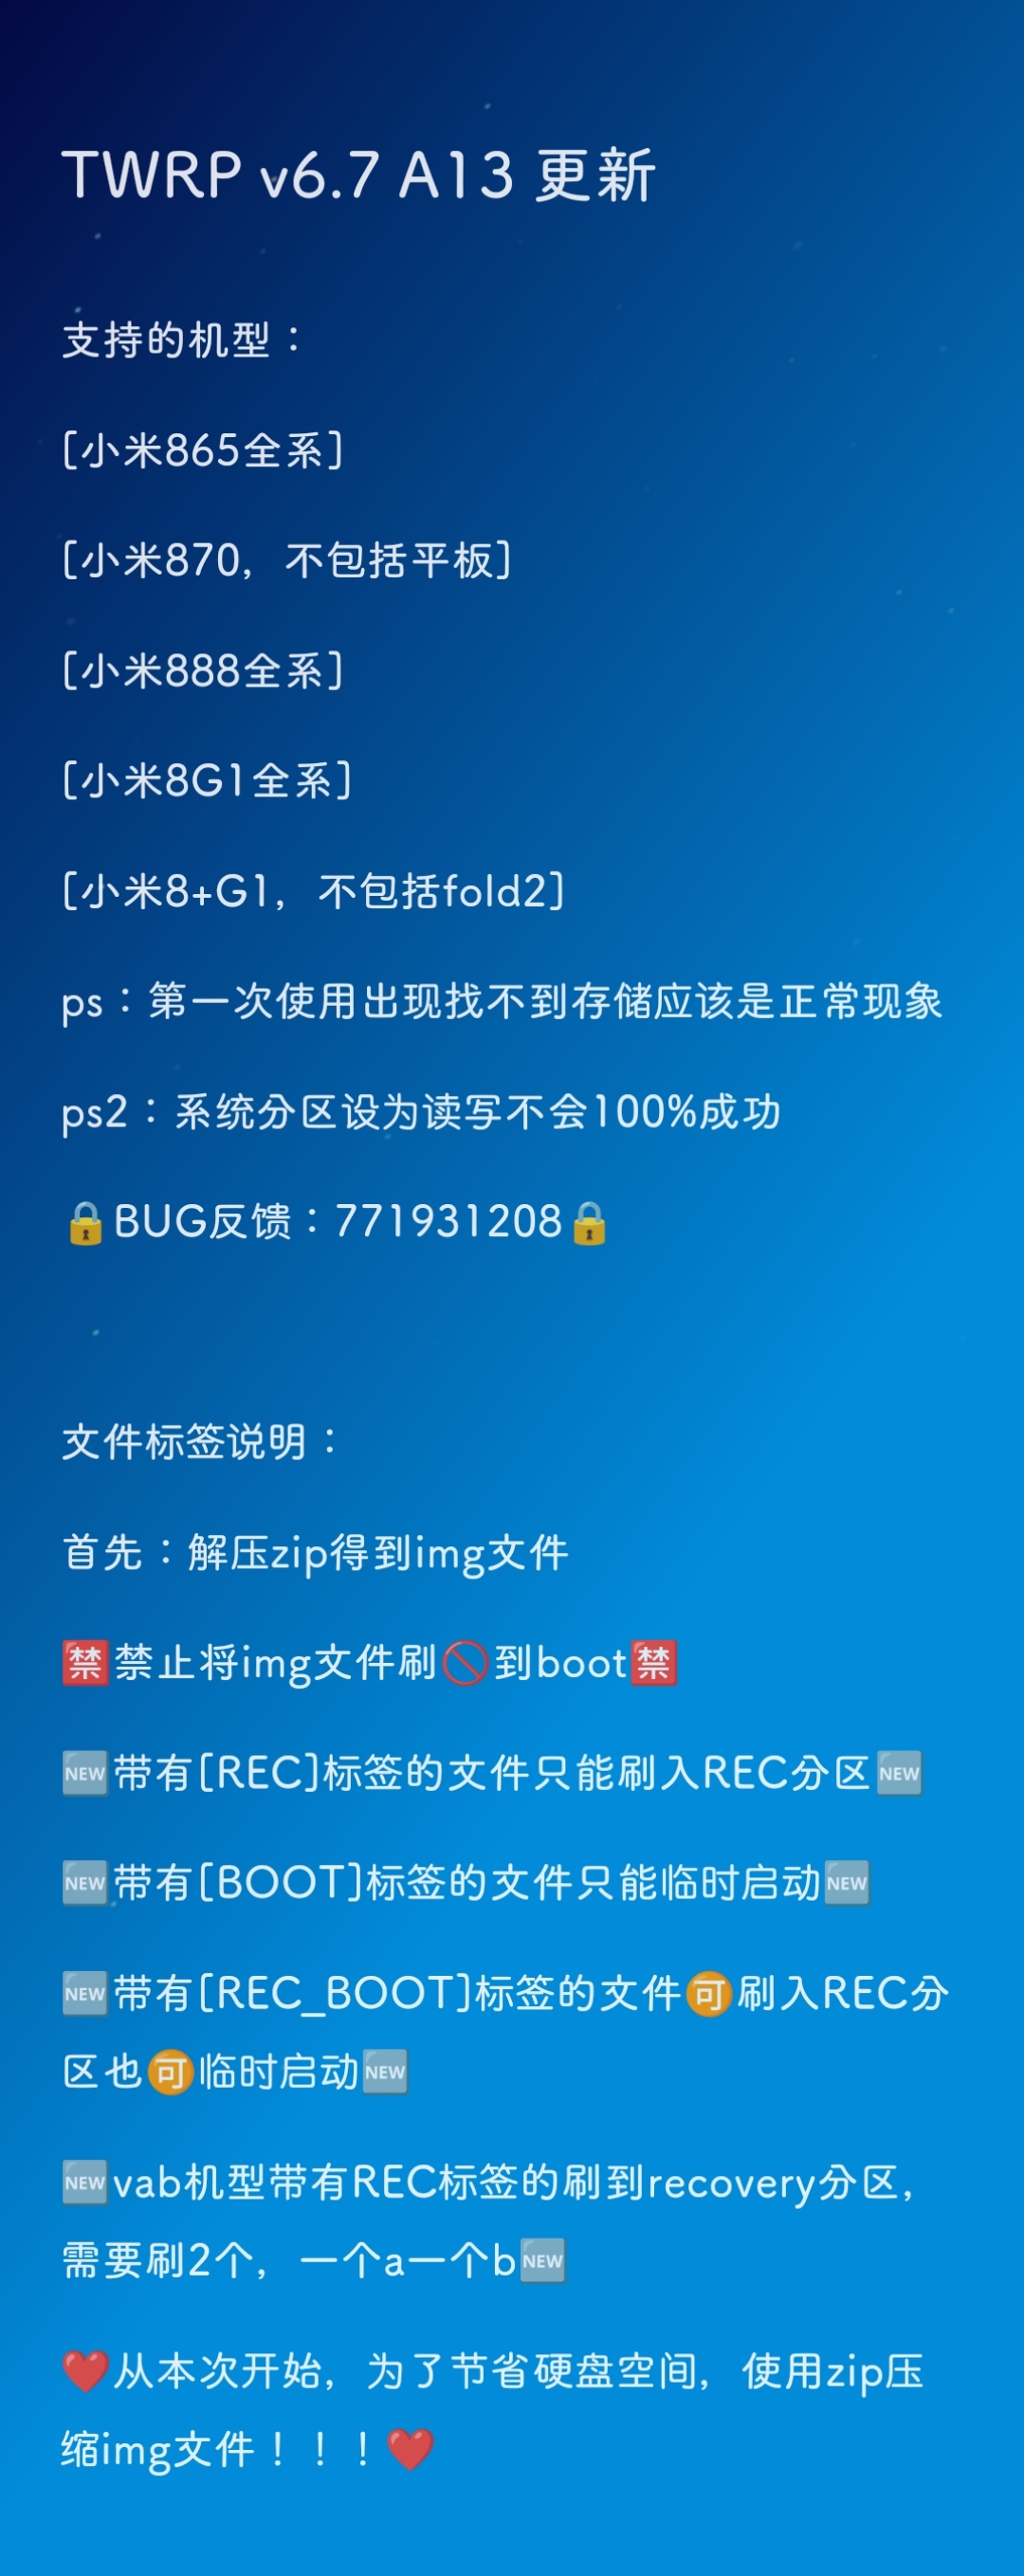 TWRP v6.7 A13 更新
支持的机型：
[小米865全系]
[小米870，不包括平板]
[小米888全系]
[小米8G1全系]
[小米8+G1，不包括fold2]
ps：第一次使用出现找不到存储应该是正常现象
ps2：系统分区设为读写不会100%成功
🔒BUG反馈：771931208🔒
文件标签说明：
首先：解压zip得到img文件
🈲禁止将img文件刷🚫到boot🈲
🆕带有[REC]标签的文件只能刷入REC分区🆕
🆕带有[BOOT]标签的文件只能临时启动🆕
🆕带有[REC_BOOT]标签的文件🉑刷入REC分
区也🉑临时启动🆕
🆕vab机型带有REC标签的刷到recovery分区，
需要刷2个，一个a一个b🆕
❤️从本次开始，为了节省硬盘空间，使用zip压
缩img文件！！！❤️